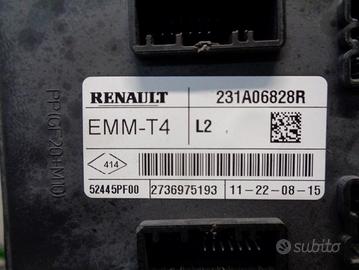 PP(GF20+M10)
RENAULT 231A06828R
EMM-T4 L2
414
52445PF00 2736975193 11-22-08-15
subito